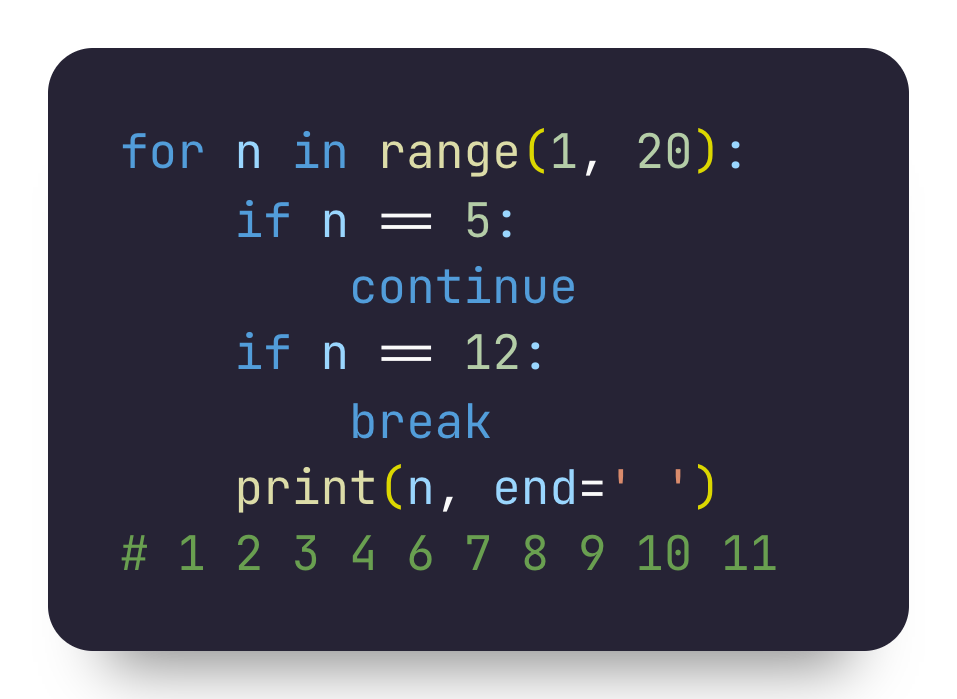 for n in range(1, 20):
    if n == 5:
        continue
    if n == 12:
        break
    print(n, end=' ')
# 1 2 3 4 6 7 8 9 10 11